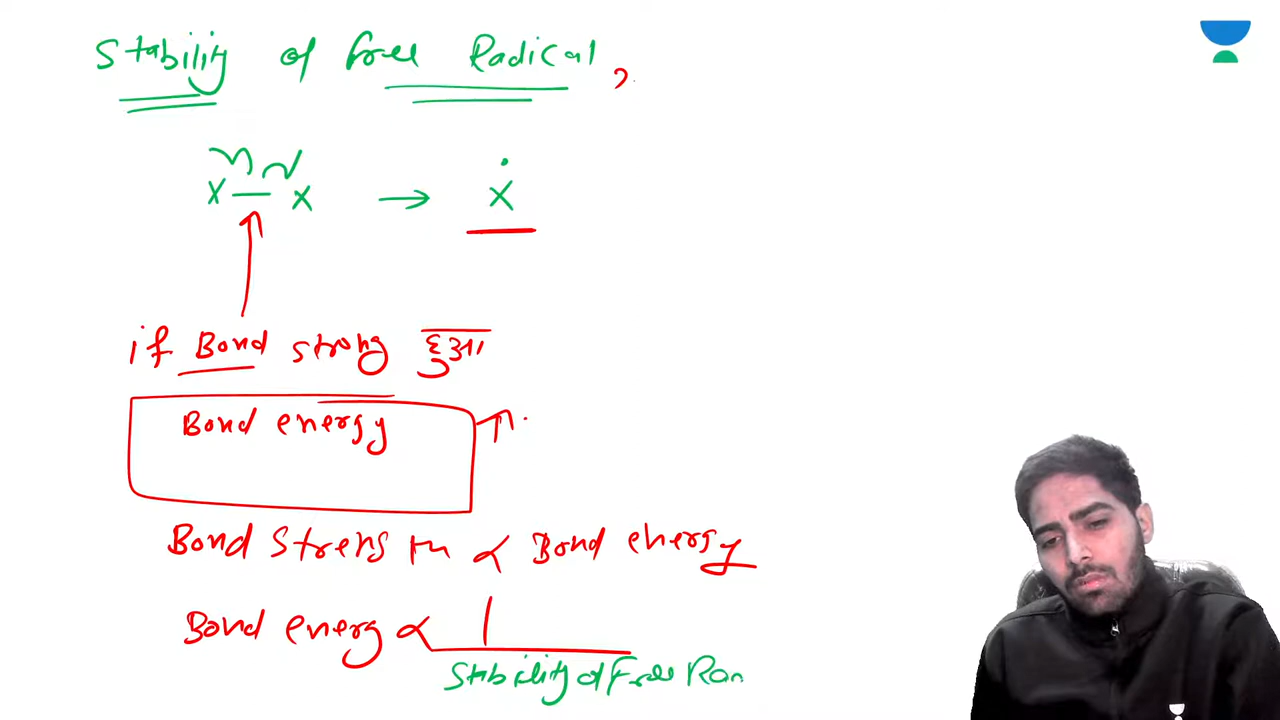 Stability of free Radical,
X — X → Ẋ
if Bond strong हुआ
Bond energy ↑
Bond Strength ∝ Bond energy
Bond energy ∝ 1
Stability of Free Rad